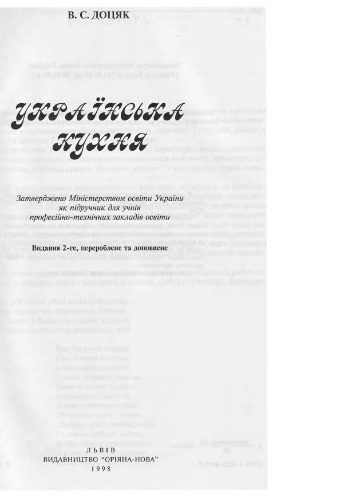 В. С. ДОЦЯК
УКРАЇНСЬКА
КУХНЯ
Затверджено Міністерством освіти України
як підручник для учнів
професійно-технічних закладів освіти
Видання 2-ге, перероблене та доповнене
ЛЬВІВ
ВИДАВНИЦТВО “ОРІЯНА-НОВА”
1998